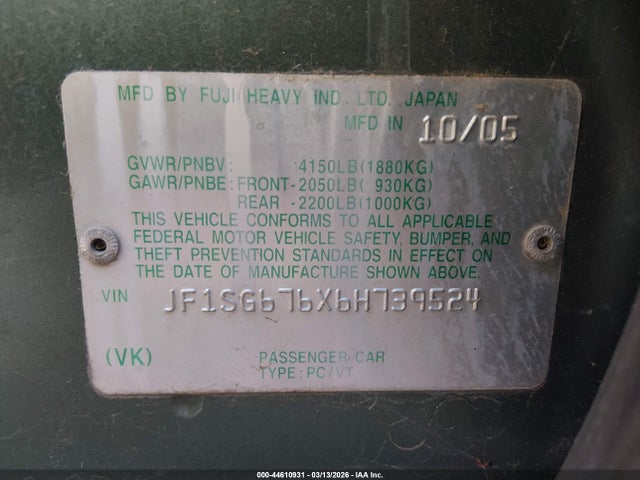 MFD BY FUJI HEAVY IND. LTD. JAPAN
MFD IN 10/05
GVWR/PNBV: 4150LB(1880KG)
GAWR/PNBE: FRONT-2050LB( 930KG)
REAR -2200LB(1000KG)
THIS VEHICLE CONFORMS TO ALL APPLICABLE
FEDERAL MOTOR VEHICLE SAFETY, BUMPER, AND
THEFT PREVENTION STANDARDS IN EFFECT ON
THE DATE OF MANUFACTURE SHOWN ABOVE.
VIN JF1SG676X6H739524
(VK) PASSENGER CAR
TYPE: PC/VT
000-44610931 - 03/13/2026 - IAA Inc.